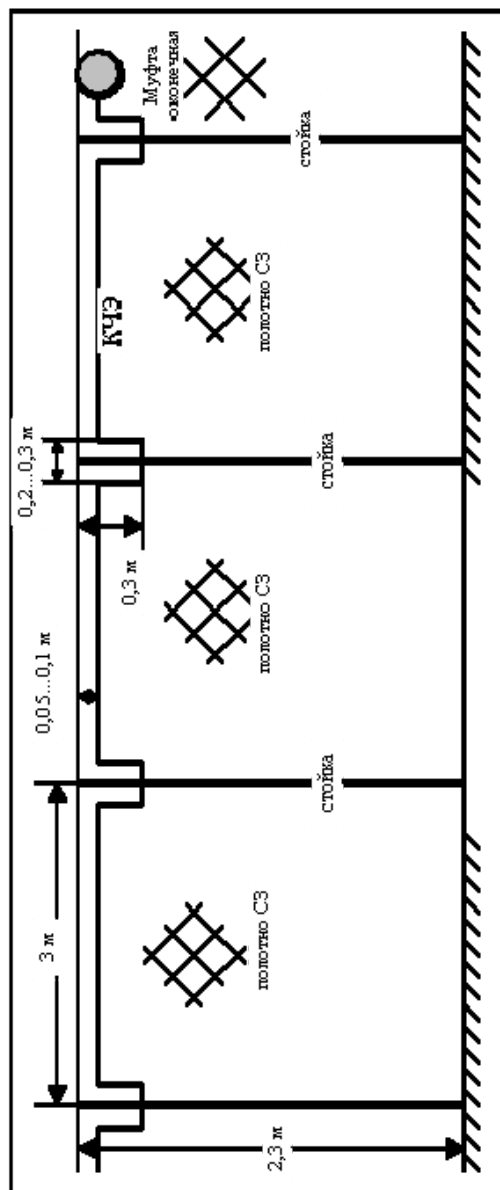 2,3 м
3 м
0,05...0,1 м
0,3 м
0,2...0,3 м
КЧЭ
Муфта
оконечная
полотно СЗ
стойка
полотно СЗ
стойка
полотно СЗ
стойка